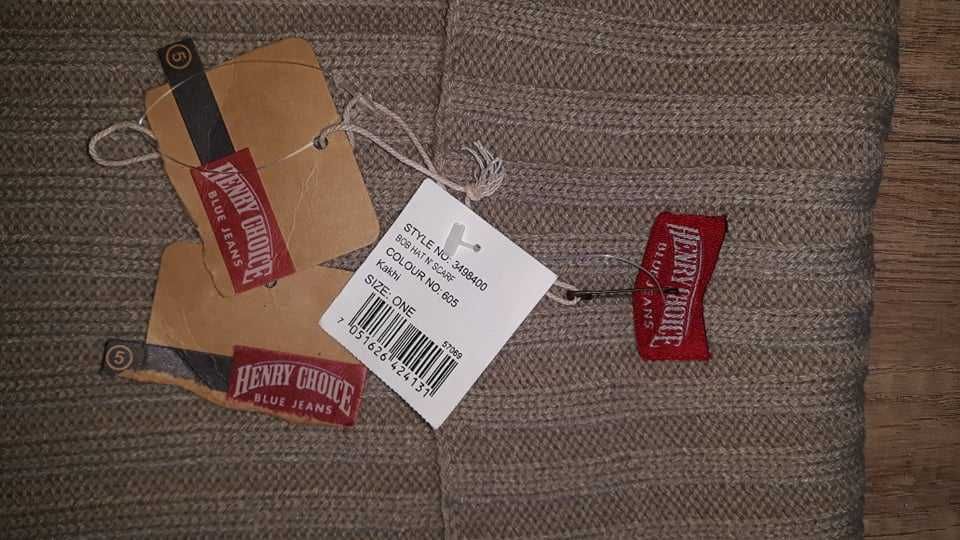 5
HENRY CHOICE
BLUE JEANS
5
HENRY CHOICE
BLUE JEANS
STYLE NO: 3498400
BOB HAT N' SCARF
COLOUR NO: 605
Kakhi
SIZE: ONE
57069
7 051626 424131
HENRY CHOICE
BLUE JEANS